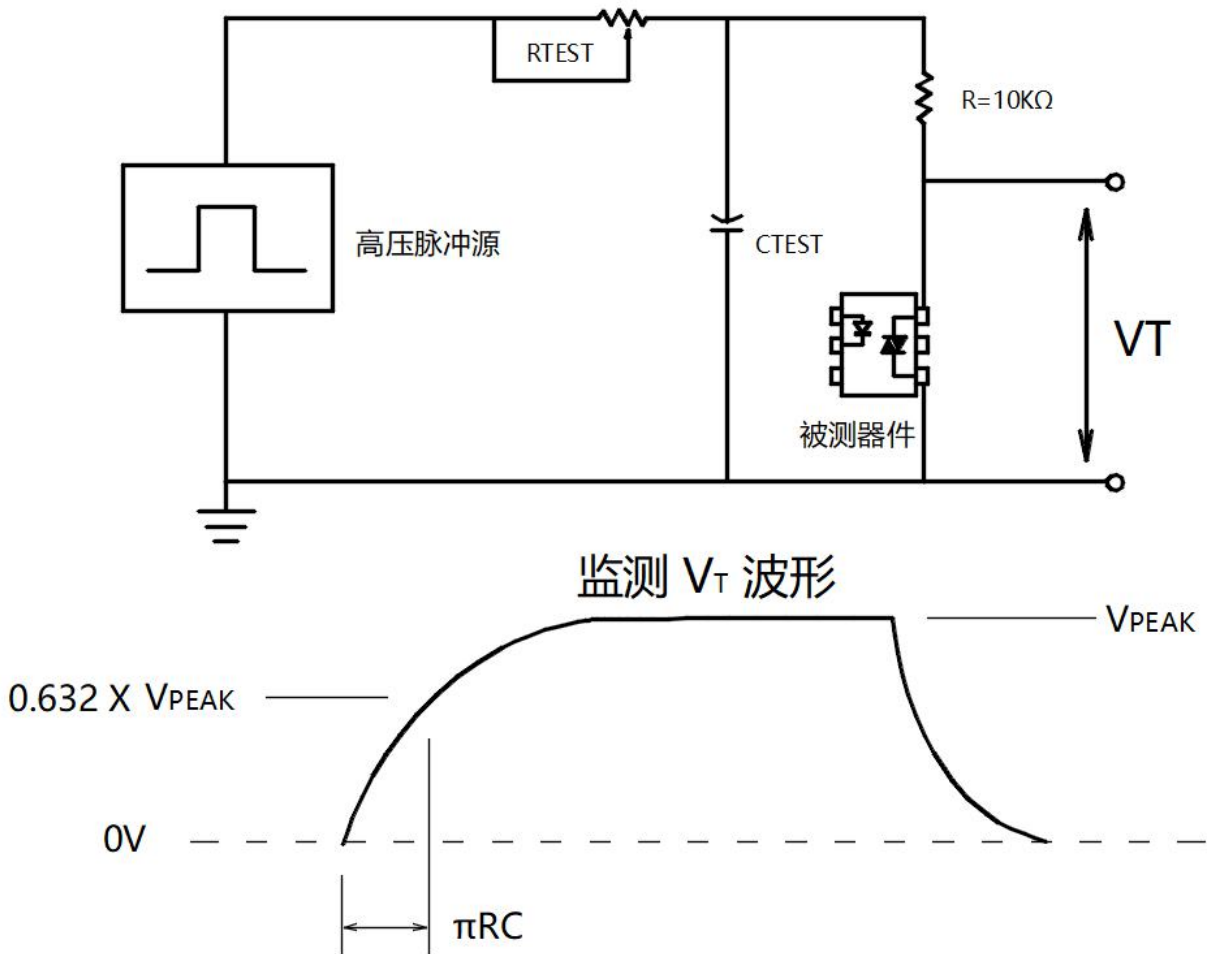 RTEST
R=10KΩ
高压脉冲源
CTEST
VT
被测器件
监测 VT 波形
VPEAK
0.632 X VPEAK
0V
πRC